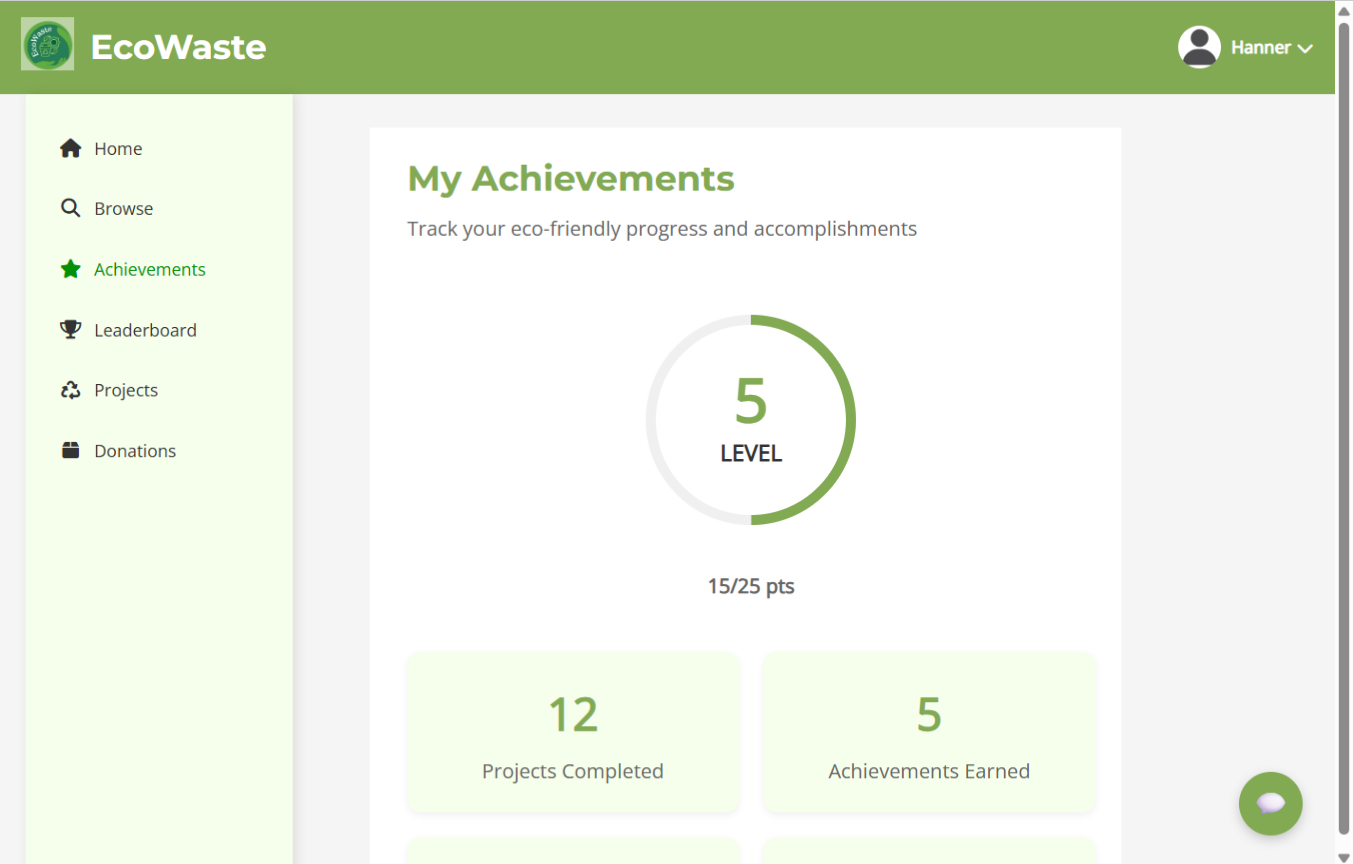 EcoWaste
EcoWaste
Hanner
Home
Browse
Achievements
Leaderboard
Projects
Donations
My Achievements
Track your eco-friendly progress and accomplishments
5
LEVEL
15/25 pts
12
Projects Completed
5
Achievements Earned